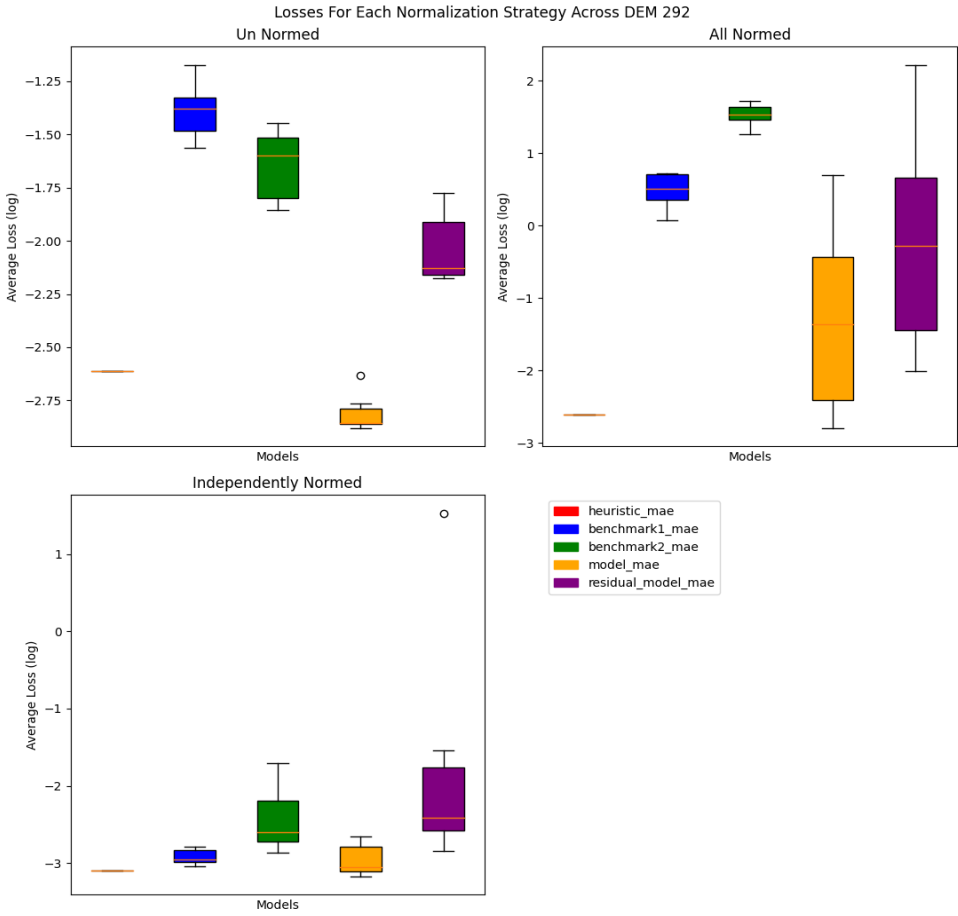 Losses For Each Normalization Strategy Across DEM 292
Un Normed
−1.25
−1.50
−1.75
−2.00
−2.25
−2.50
−2.75
Average Loss (log)
Models
All Normed
2
1
0
−1
−2
−3
Average Loss (log)
Models
Independently Normed
1
0
−1
−2
−3
Average Loss (log)
Models
heuristic_mae
benchmark1_mae
benchmark2_mae
model_mae
residual_model_mae